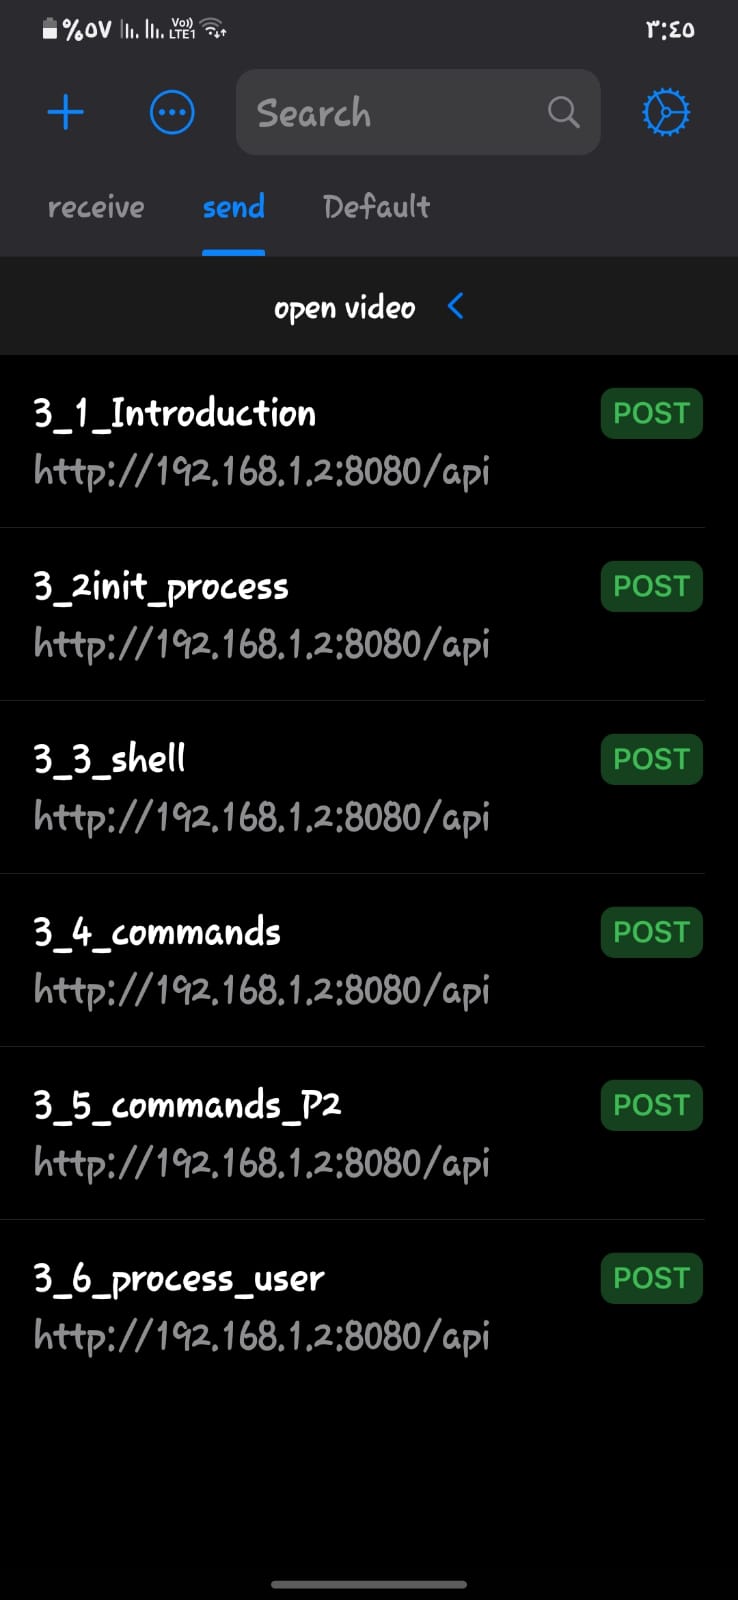 %٥٧ Vo)) LTE1 ٣:٤٥
Search
receive send Default
open video
3_1_Introduction POST
http://192.168.1.2:8080/api
3_2init_process POST
http://192.168.1.2:8080/api
3_3_shell POST
http://192.168.1.2:8080/api
3_4_commands POST
http://192.168.1.2:8080/api
3_5_commands_P2 POST
http://192.168.1.2:8080/api
3_6_process_user POST
http://192.168.1.2:8080/api